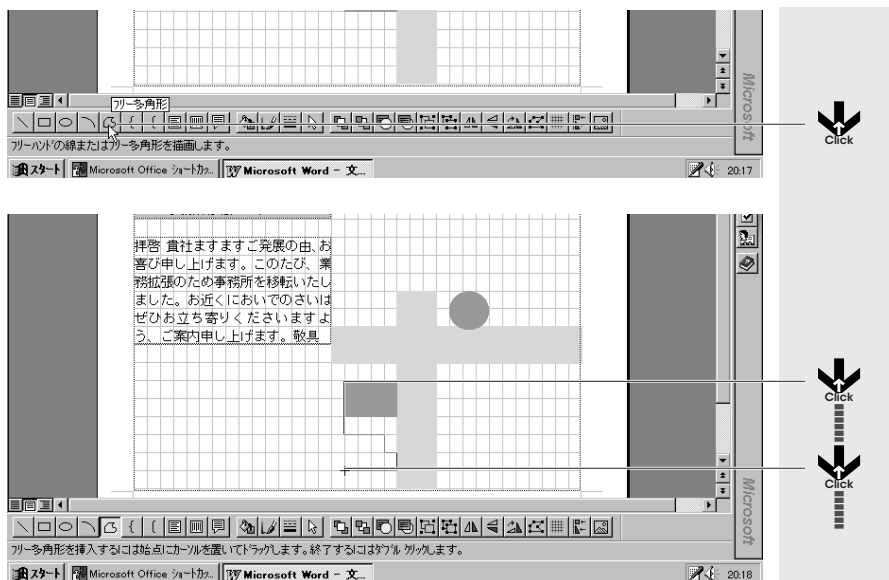 フリー多角形
Microsoft
フリーハンドの線またはフリー多角形を描画します。
Click
スタート Microsoft Office ショートカッ... Microsoft Word - 文... 20:17
拝啓 貴社ますますご発展の由、お
喜び申し上げます。このたび、業
務拡張のため事務所を移転いたし
ました。お近くにおいでのさいは
ぜひお立ち寄りくださいますよ
う、ご案内申し上げます。敬具
Click
Click
Microsoft
フリー多角形を挿入するには始点にカーソルを置いてドラッグします。終了するにはダブル クリックします。
スタート Microsoft Office ショートカッ... Microsoft Word - 文... 20:18